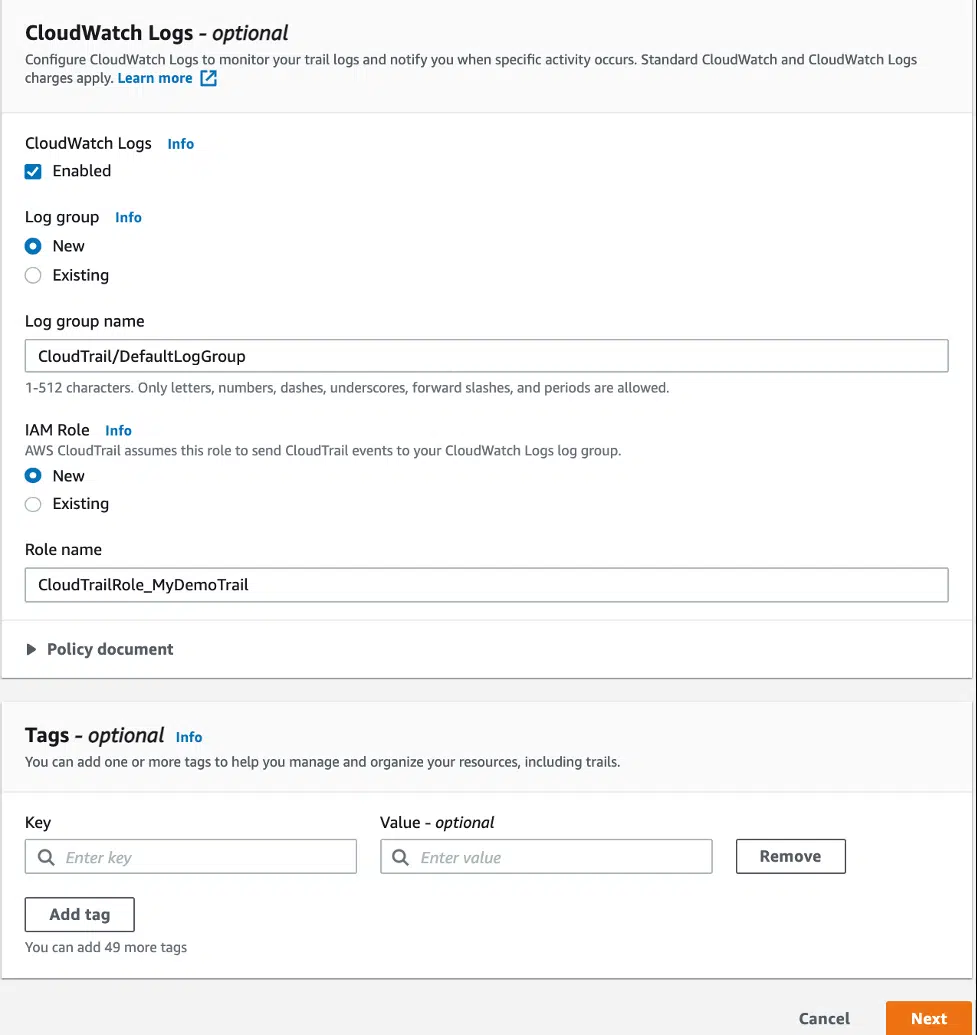 CloudWatch Logs - optional
Configure CloudWatch Logs to monitor your trail logs and notify you when specific activity occurs. Standard CloudWatch and CloudWatch Logs
charges apply. Learn more
CloudWatch Logs Info
Enabled
Log group Info
New
Existing
Log group name
CloudTrail/DefaultLogGroup
1-512 characters. Only letters, numbers, dashes, underscores, forward slashes, and periods are allowed.
IAM Role Info
AWS CloudTrail assumes this role to send CloudTrail events to your CloudWatch Logs log group.
New
Existing
Role name
CloudTrailRole_MyDemoTrail
Policy document
Tags - optional Info
You can add one or more tags to help you manage and organize your resources, including trails.
Key Value - optional
Enter key Enter value Remove
Add tag
You can add 49 more tags
Cancel Next